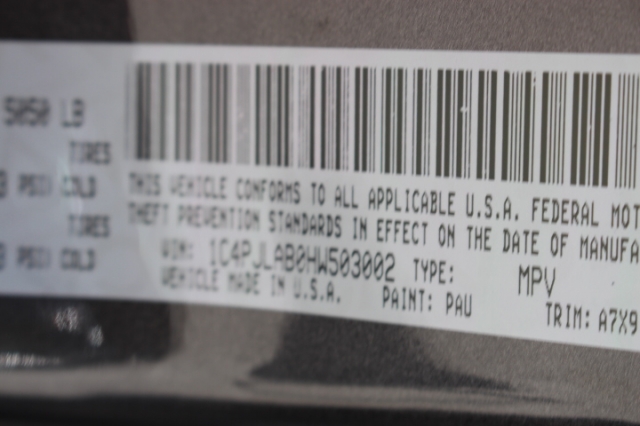 5050 LB
TIRES
PSI) COLD
TIRES
PSI) COLD
THIS VEHICLE CONFORMS TO ALL APPLICABLE U.S.A. FEDERAL MOT
THEFT PREVENTION STANDARDS IN EFFECT ON THE DATE OF MANUFA
VIN: 1C4PJLAB0HW503002 TYPE: MPV
VEHICLE MADE IN U.S.A. PAINT: PAU TRIM: A7X9